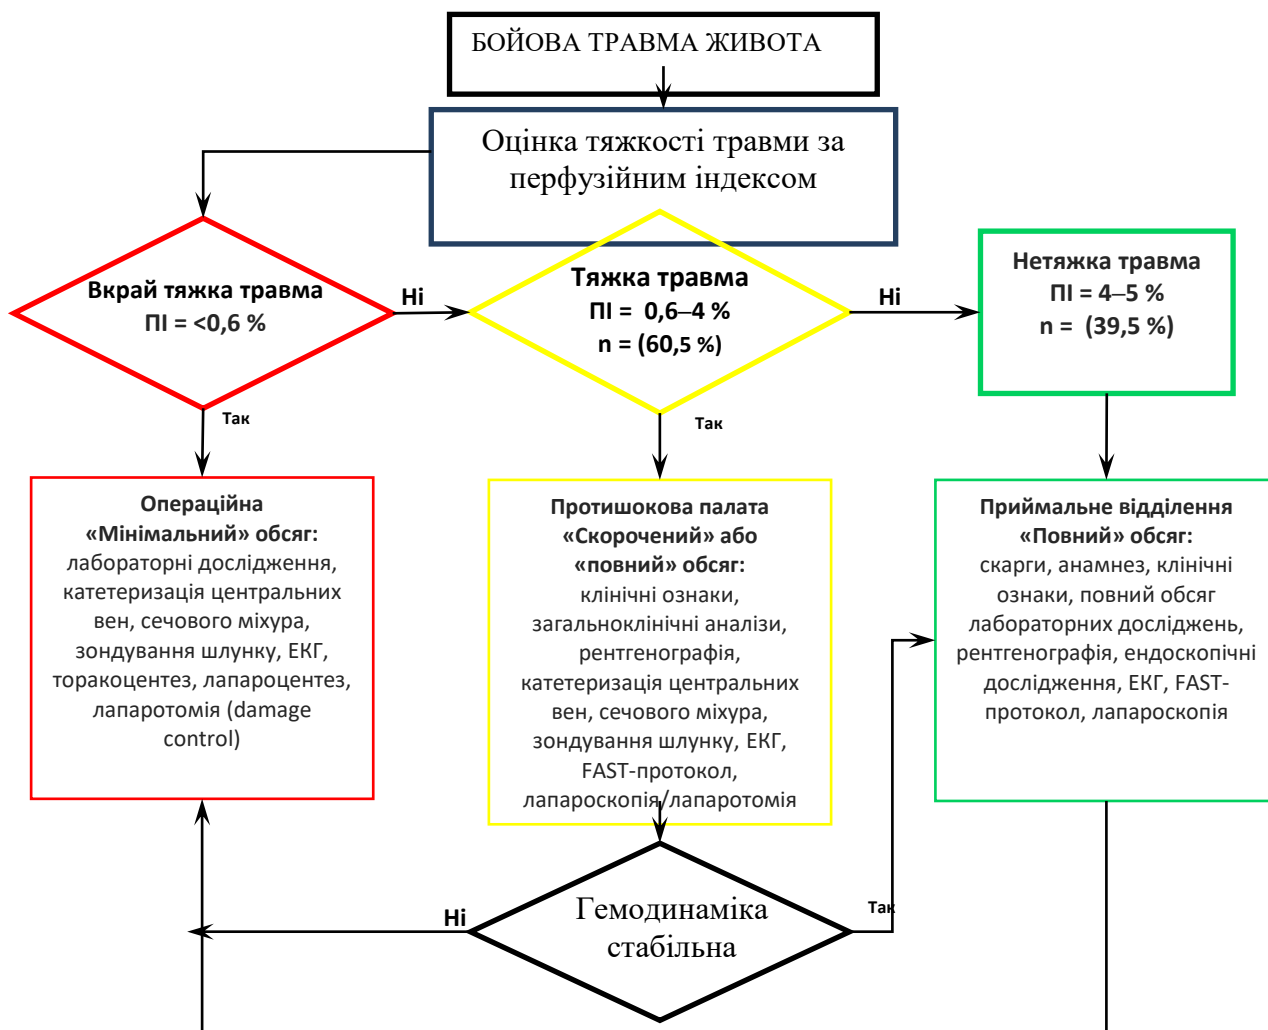 БОЙОВА ТРАВМА ЖИВОТА
Оцінка тяжкості травми за
перфузійним індексом
Вкрай тяжка травма
ПІ = <0,6 %
Ні
Тяжка травма
ПІ = 0,6–4 %
n = (60,5 %)
Ні
Нетяжка травма
ПІ = 4–5 %
n = (39,5 %)
Так
Так
Операційна
«Мінімальний» обсяг:
лабораторні дослідження,
катетеризація центральних
вен, сечового міхура,
зондування шлунку, ЕКГ,
торакоцентез, лапароцентез,
лапаротомія (damage
control)
Протишокова палата
«Скорочений» або
«повний» обсяг:
клінічні ознаки,
загальноклінічні аналізи,
рентгенографія,
катетеризація центральних
вен, сечового міхура,
зондування шлунку, ЕКГ,
FAST-протокол,
лапароскопія/лапаротомія
Приймальне відділення
«Повний» обсяг:
скарги, анамнез, клінічні
ознаки, повний обсяг
лабораторних досліджень,
рентгенографія, ендоскопічні
дослідження, ЕКГ, FAST-
протокол, лапароскопія
Ні
Гемодинаміка
стабільна
Так